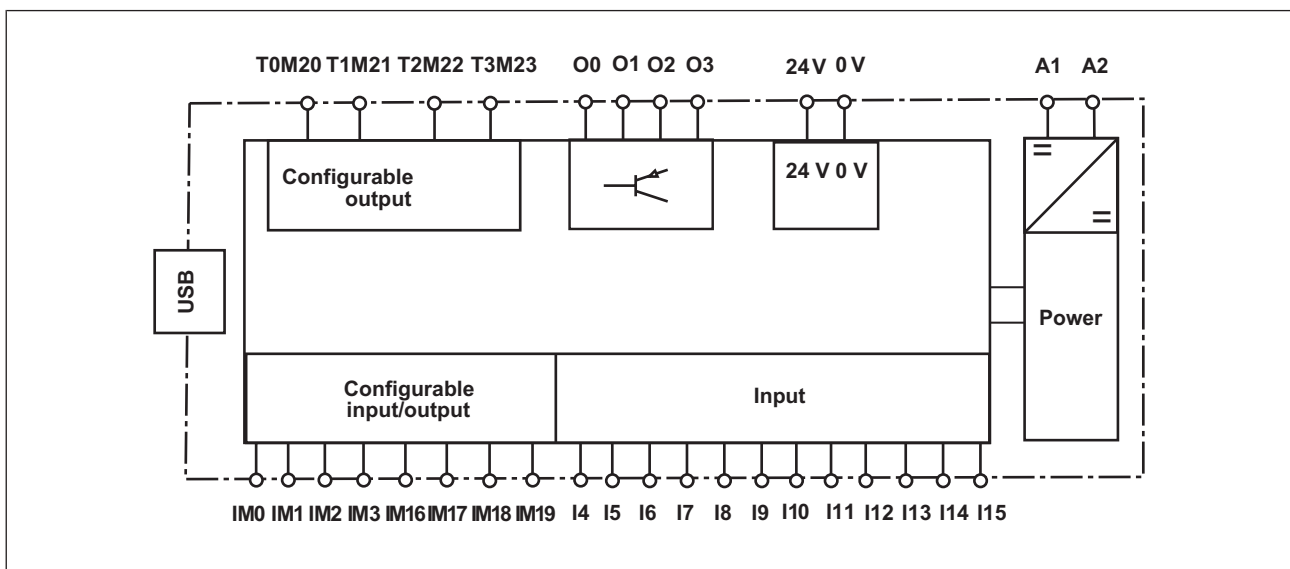 T0M20 T1M21 T2M22 T3M23 O0 O1 O2 O3 24 V 0 V A1 A2
Configurable
output
24 V 0 V
USB
Power
Configurable
input/output
Input
IM0 IM1 IM2 IM3 IM16 IM17 IM18 IM19 I4 I5 I6 I7 I8 I9 I10 I11 I12 I13 I14 I15